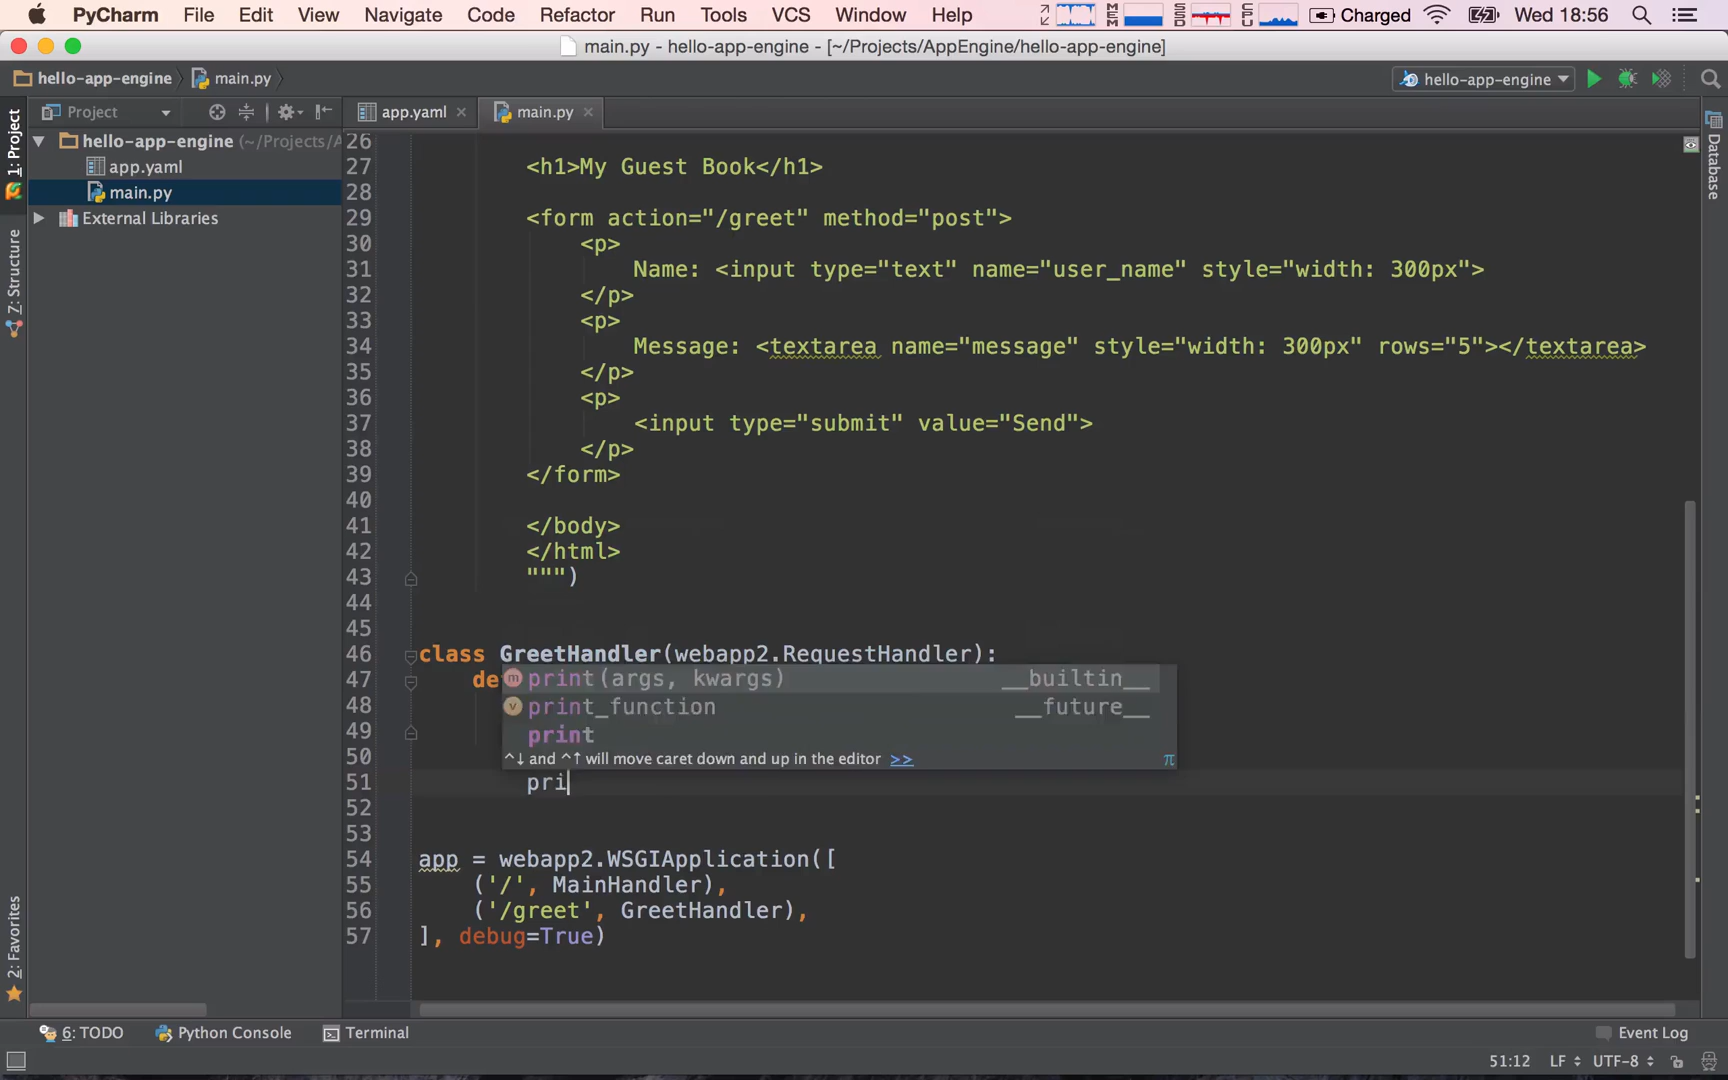 PyCharm File Edit View Navigate Code Refactor Run Tools VCS Window Help MEM SSD CPU Charged Wed 18:56
main.py - hello-app-engine - [~/Projects/AppEngine/hello-app-engine]
hello-app-engine main.py hello-app-engine
Project app.yaml main.py
1: Project
Z: Structure
2: Favorites
Database
hello-app-engine (~/Projects/A
app.yaml
main.py
External Libraries
26
27 <h1>My Guest Book</h1>
28
29 <form action="/greet" method="post">
30 <p>
31 Name: <input type="text" name="user_name" style="width: 300px">
32 </p>
33 <p>
34 Message: <textarea name="message" style="width: 300px" rows="5"></textarea>
35 </p>
36 <p>
37 <input type="submit" value="Send">
38 </p>
39 </form>
40
41 </body>
42 </html>
43 """)
44
45
46 class GreetHandler(webapp2.RequestHandler):
47 de
print(args, kwargs) __builtin__
48
print_function __future__
49
print
50
^↓ and ^↑ will move caret down and up in the editor >> π
51 pri
52
53
54 app = webapp2.WSGIApplication([
55 ('/', MainHandler),
56 ('/greet', GreetHandler),
57 ], debug=True)
6: TODO Python Console Terminal Event Log
51:12 LF UTF-8